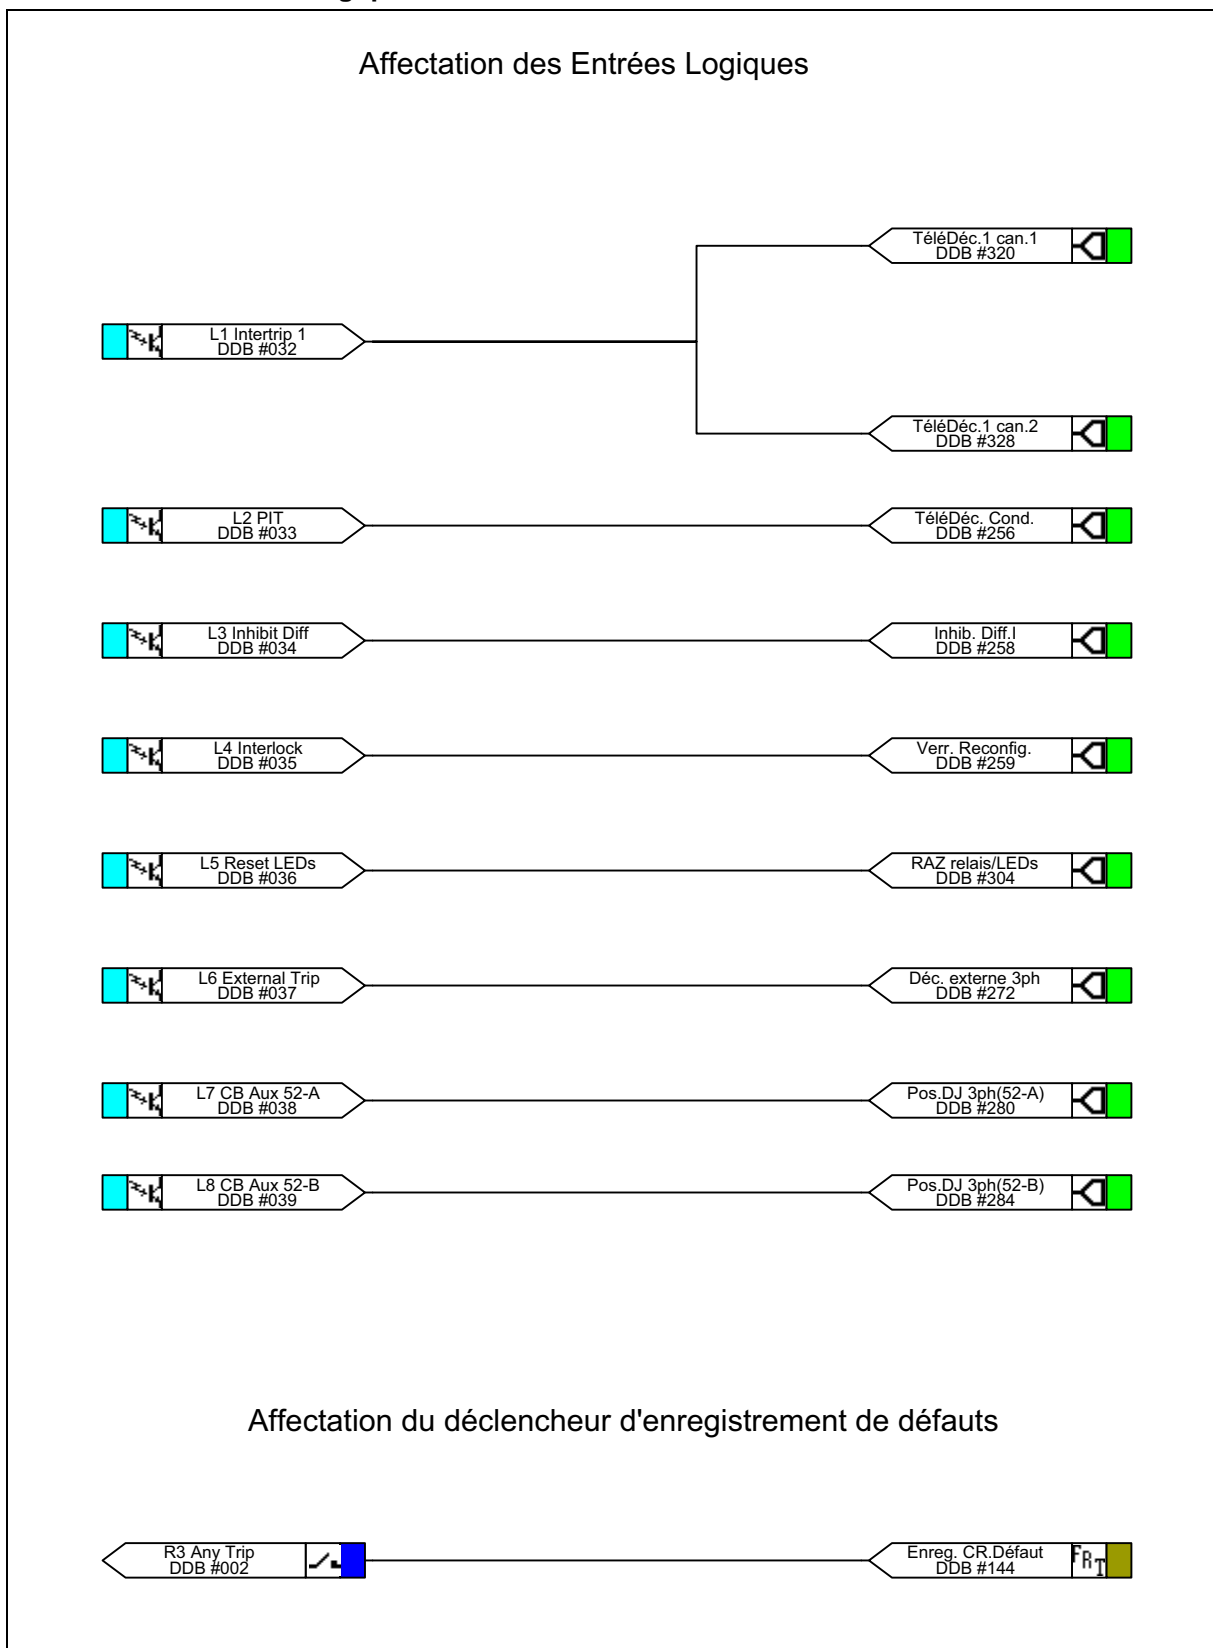 Affectation des Entrées Logiques
TéléDéc.1 can.1
DDB #320
L1 Intertrip 1
DDB #032
TéléDéc.1 can.2
DDB #328
L2 PIT
DDB #033
TéléDéc. Cond.
DDB #256
L3 Inhibit Diff
DDB #034
Inhib. Diff.I
DDB #258
L4 Interlock
DDB #035
Verr. Reconfig.
DDB #259
L5 Reset LEDs
DDB #036
RAZ relais/LEDs
DDB #304
L6 External Trip
DDB #037
Déc. externe 3ph
DDB #272
L7 CB Aux 52-A
DDB #038
Pos.DJ 3ph(52-A)
DDB #280
L8 CB Aux 52-B
DDB #039
Pos.DJ 3ph(52-B)
DDB #284
Affectation du déclencheur d'enregistrement de défauts
R3 Any Trip
DDB #002
Enreg. CR.Défaut
DDB #144
FRT